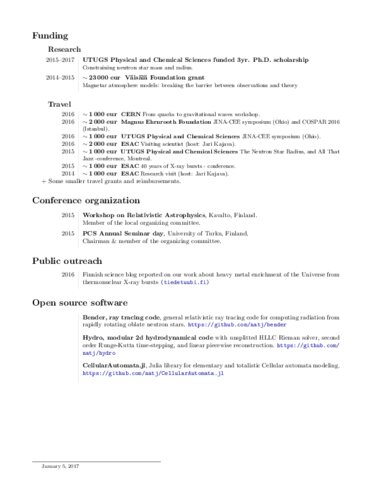 Funding
Research
2015–2017 UTUGS Physical and Chemical Sciences funded 3yr. Ph.D. scholarship
Constraining neutron star mass and radius.
2014–2015 ∼ 23 000 eur Väisälä Foundation grant
Magnetar atmosphere models: breaking the barrier between observations and theory
Travel
2016 ∼ 1 000 eur CERN From quarks to gravitational waves workshop.
2016 ∼ 2 000 eur Magnus Ehrnrooth Foundation JINA-CEE symposium (Ohio) and COSPAR 2016
(Istanbul).
2016 ∼ 1 000 eur UTUGS Physical and Chemical Sciences JINA-CEE symposium (Ohio).
2016 ∼ 2 000 eur ESAC Visiting scientist (host: Jari Kajava).
2015 ∼ 1 000 eur UTUGS Physical and Chemical Sciences The Neutron Star Radius, and All That
Jazz -conference, Montreal.
2015 ∼ 1 000 eur ESAC 40 years of X-ray bursts - conference.
2014 ∼ 1 000 eur ESAC Research visit (host: Jari Kajava).
+ Some smaller travel grants and reimbursements.
Conference organization
2015 Workshop on Relativistic Astrophysics, Kavalto, Finland.
Member of the local organizing committee.
2015 PCS Annual Seminar day, University of Turku, Finland.
Chairman & member of the organizing committee.
Public outreach
2016 Finnish science blog reported on our work about heavy metal enrichment of the Universe from
thermonuclear X-ray bursts (tiedetuubi.fi)
Open source software
Bender, ray tracing code, general relativistic ray tracing code for computing radiation from
rapidly rotating oblate neutron stars. https://github.com/natj/bender
Hydro, modular 2d hydrodynamical code with unsplitted HLLC Rieman solver, second
order Runge-Kutta time-stepping, and linear piecewise reconstruction. https://github.com/
natj/hydro
CellularAutomata.jl, Julia library for elementary and totalistic Cellular automata modeling.
https://github.com/natj/CellularAutomata.jl
January 5, 2017